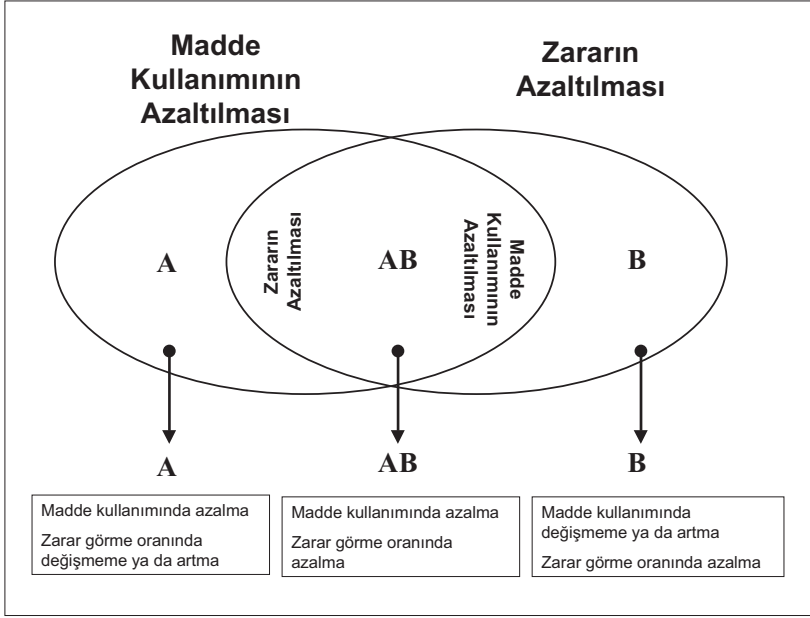 Madde
Kullanımının
Azaltılması
Zararın
Azaltılması
A
Zararın
Azaltılması
AB
Madde
Kullanımının
Azaltılması
B
A
AB
B
Madde kullanımında azalma
Zarar görme oranında
değişmeme ya da artma
Madde kullanımında azalma
Zarar görme oranında
azalma
Madde kullanımında
değişmeme ya da artma
Zarar görme oranında azalma